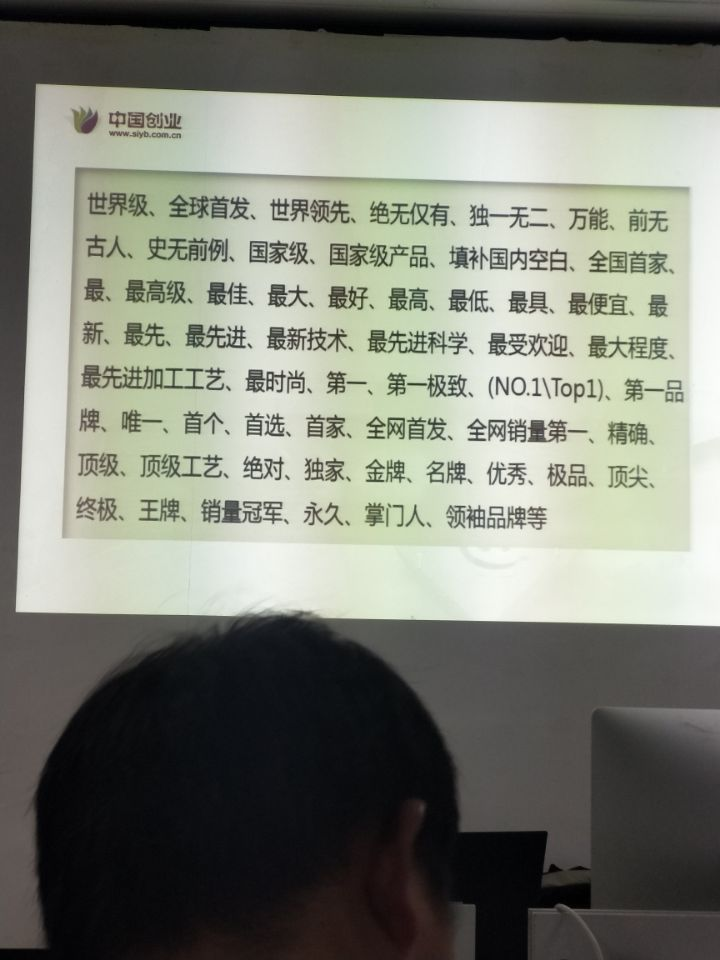 中国创业
www.siyb.com.cn
世界级、全球首发、世界领先、绝无仅有、独一无二、万能、前无
古人、史无前例、国家级、国家级产品、填补国内空白、全国首家、
最、最高级、最佳、最大、最好、最高、最低、最具、最便宜、最
新、最先、最先进、最新技术、最先进科学、最受欢迎、最大程度、
最先进加工工艺、最时尚、第一、第一极致、(NO.1\Top1)、第一品
牌、唯一、首个、首选、首家、全网首发、全网销量第一、精确、
顶级、顶级工艺、绝对、独家、金牌、名牌、优秀、极品、顶尖、
终极、王牌、销量冠军、永久、掌门人、领袖品牌等